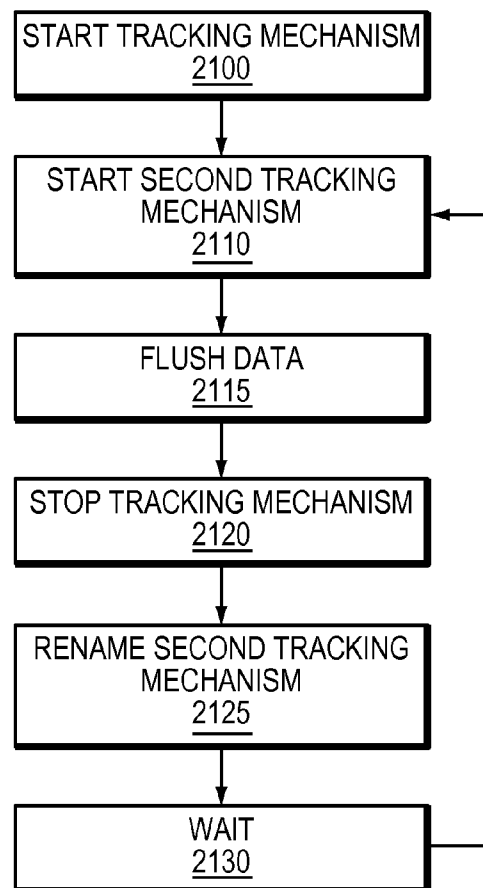 START TRACKING MECHANISM
2100
START SECOND TRACKING
MECHANISM
2110
FLUSH DATA
2115
STOP TRACKING MECHANISM
2120
RENAME SECOND TRACKING
MECHANISM
2125
WAIT
2130